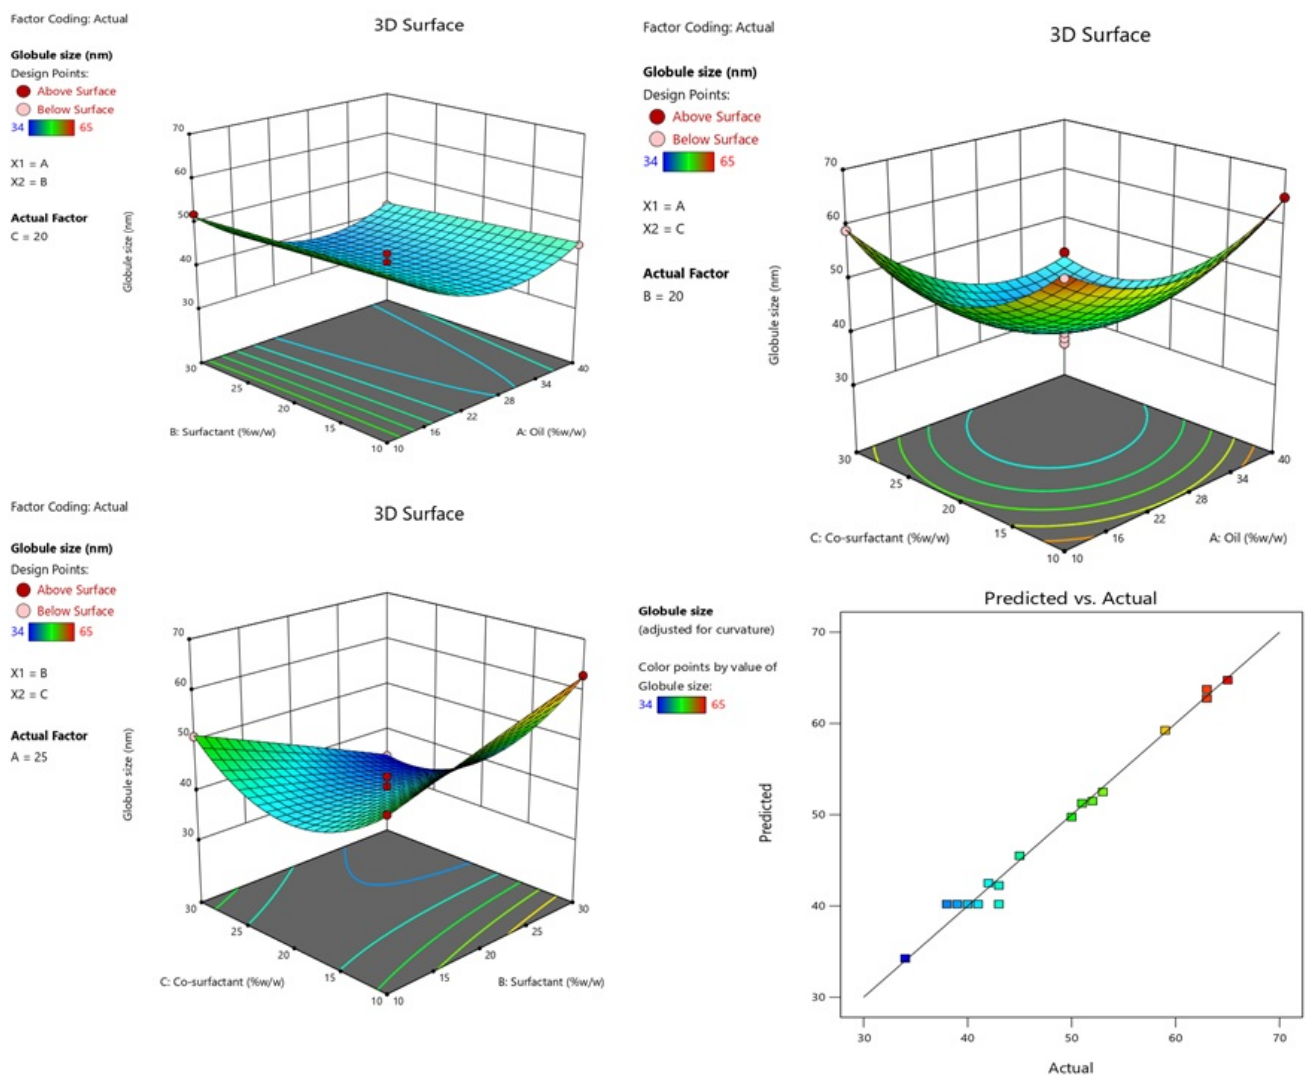 Factor Coding: Actual
3D Surface
Globule size (nm)
Design Points:
Above Surface
Below Surface
34 65
X1 = A
X2 = B
Actual Factor
C = 20
70
60
50
40
30
Globule size (nm)
30
25
20
15
10
10
16
22
28
34
40
B: Surfactant (%w/w)
A: Oil (%w/w)
Factor Coding: Actual
3D Surface
Globule size (nm)
Design Points:
Above Surface
Below Surface
34 65
X1 = A
X2 = C
Actual Factor
B = 20
70
60
50
40
30
Globule size (nm)
30
25
20
15
10
10
16
22
28
34
40
C: Co-surfactant (%w/w)
A: Oil (%w/w)
Factor Coding: Actual
3D Surface
Globule size (nm)
Design Points:
Above Surface
Below Surface
34 65
X1 = B
X2 = C
Actual Factor
A = 25
70
60
50
40
30
Globule size (nm)
30
25
20
15
10
10
15
20
25
30
C: Co-surfactant (%w/w)
B: Surfactant (%w/w)
Predicted vs. Actual
Globule size
(adjusted for curvature)
Color points by value of
Globule size:
34 65
70
60
50
40
30
Predicted
30 40 50 60 70
Actual